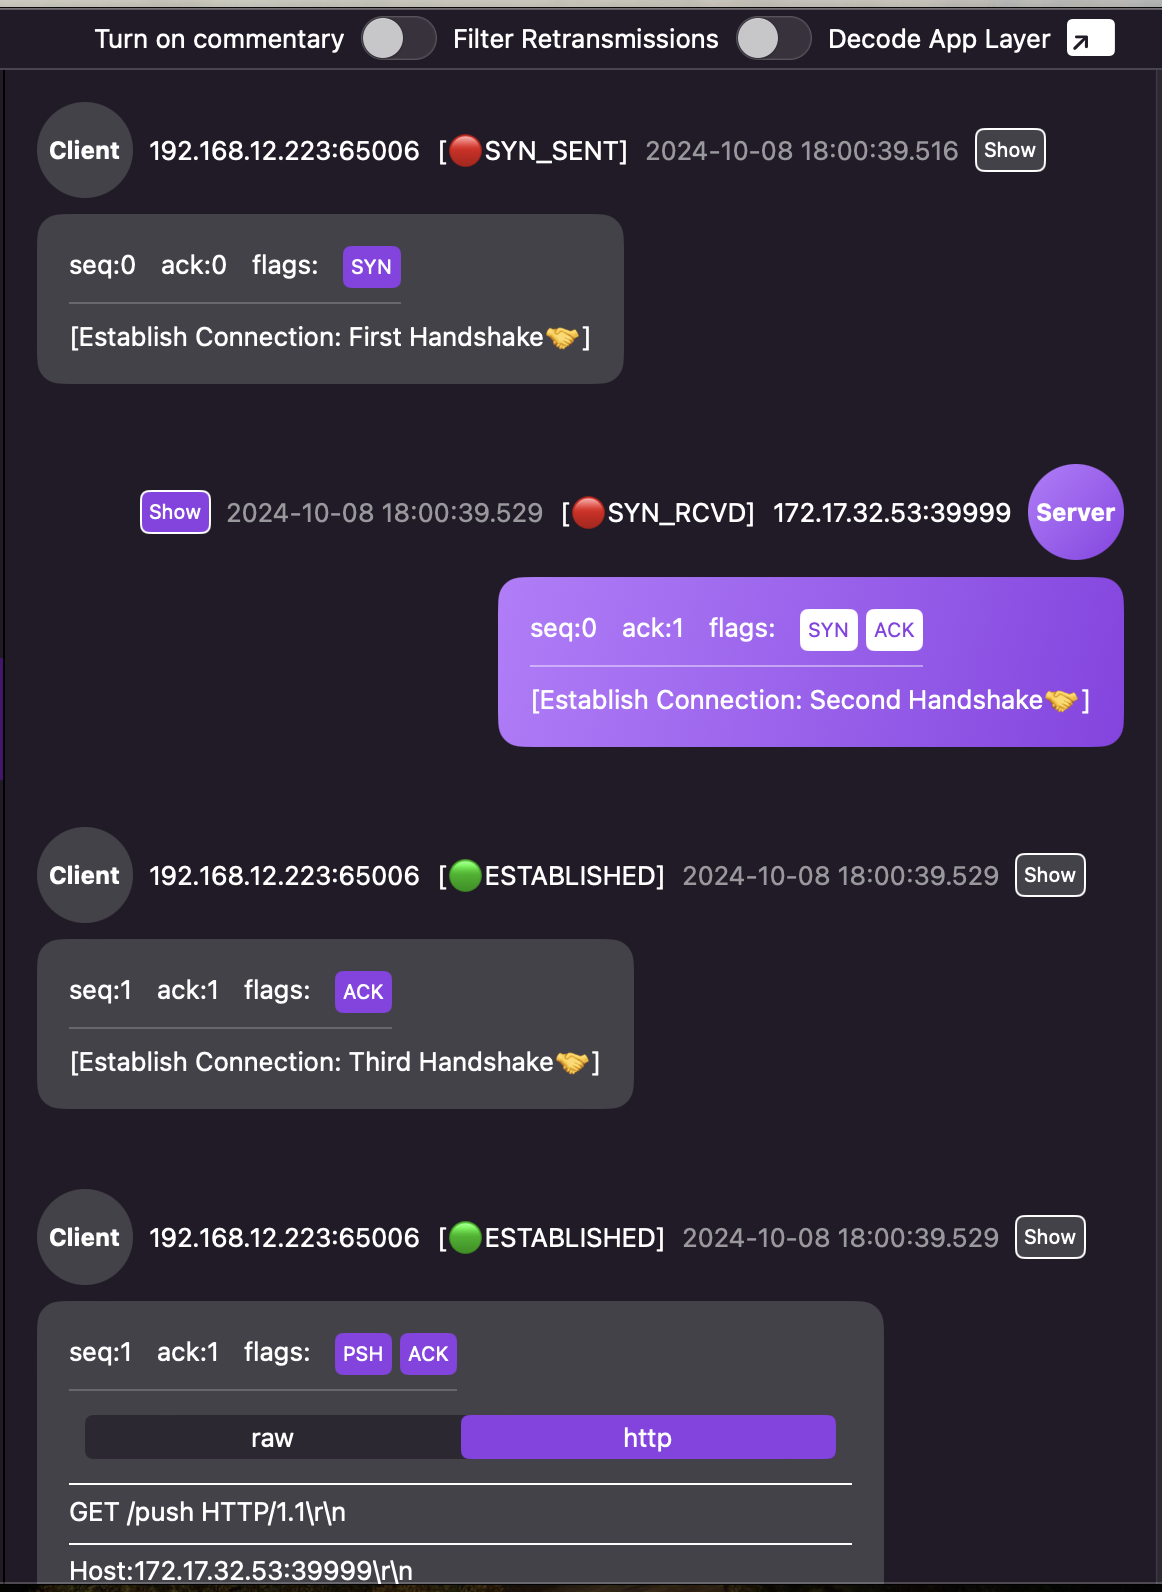 Turn on commentary Filter Retransmissions Decode App Layer
Client 192.168.12.223:65006 [🔴SYN_SENT] 2024-10-08 18:00:39.516 Show
seq:0 ack:0 flags: SYN
[Establish Connection: First Handshake🤝]
Show 2024-10-08 18:00:39.529 [🔴SYN_RCVD] 172.17.32.53:39999 Server
seq:0 ack:1 flags: SYN ACK
[Establish Connection: Second Handshake🤝]
Client 192.168.12.223:65006 [🟢ESTABLISHED] 2024-10-08 18:00:39.529 Show
seq:1 ack:1 flags: ACK
[Establish Connection: Third Handshake🤝]
Client 192.168.12.223:65006 [🟢ESTABLISHED] 2024-10-08 18:00:39.529 Show
seq:1 ack:1 flags: PSH ACK
raw http
GET /push HTTP/1.1\r\n
Host:172.17.32.53:39999\r\n